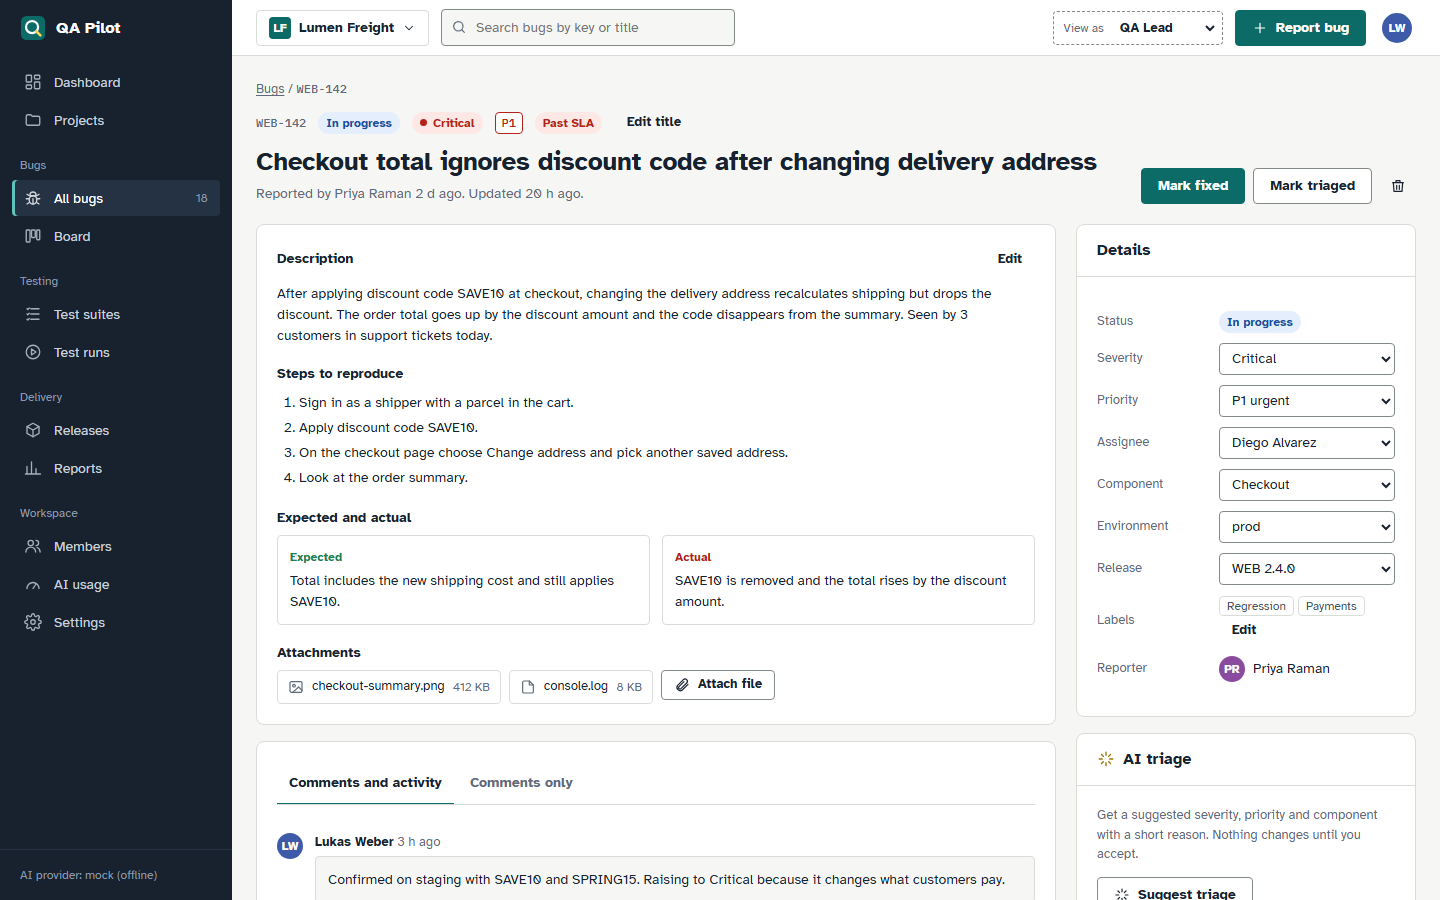 QA Pilot
Dashboard
Projects
Bugs
All bugs 18
Board
Testing
Test suites
Test runs
Delivery
Releases
Reports
Workspace
Members
AI usage
Settings
AI provider: mock (offline)
LF Lumen Freight
Search bugs by key or title
View as QA Lead
Report bug
LW
Bugs / WEB-142
WEB-142 In progress Critical P1 Past SLA Edit title
Checkout total ignores discount code after changing delivery address
Reported by Priya Raman 2 d ago. Updated 20 h ago.
Mark fixed Mark triaged
Description Edit
After applying discount code SAVE10 at checkout, changing the delivery address recalculates shipping but drops the
discount. The order total goes up by the discount amount and the code disappears from the summary. Seen by 3
customers in support tickets today.
Steps to reproduce
1. Sign in as a shipper with a parcel in the cart.
2. Apply discount code SAVE10.
3. On the checkout page choose Change address and pick another saved address.
4. Look at the order summary.
Expected and actual
Expected
Total includes the new shipping cost and still applies
SAVE10.
Actual
SAVE10 is removed and the total rises by the discount
amount.
Attachments
checkout-summary.png 412 KB console.log 8 KB Attach file
Comments and activity Comments only
LW Lukas Weber 3 h ago
Confirmed on staging with SAVE10 and SPRING15. Raising to Critical because it changes what customers pay.
Details
Status In progress
Severity Critical
Priority P1 urgent
Assignee Diego Alvarez
Component Checkout
Environment prod
Release WEB 2.4.0
Labels Regression Payments
Edit
Reporter PR Priya Raman
AI triage
Get a suggested severity, priority and component
with a short reason. Nothing changes until you
accept.
Suggest triage